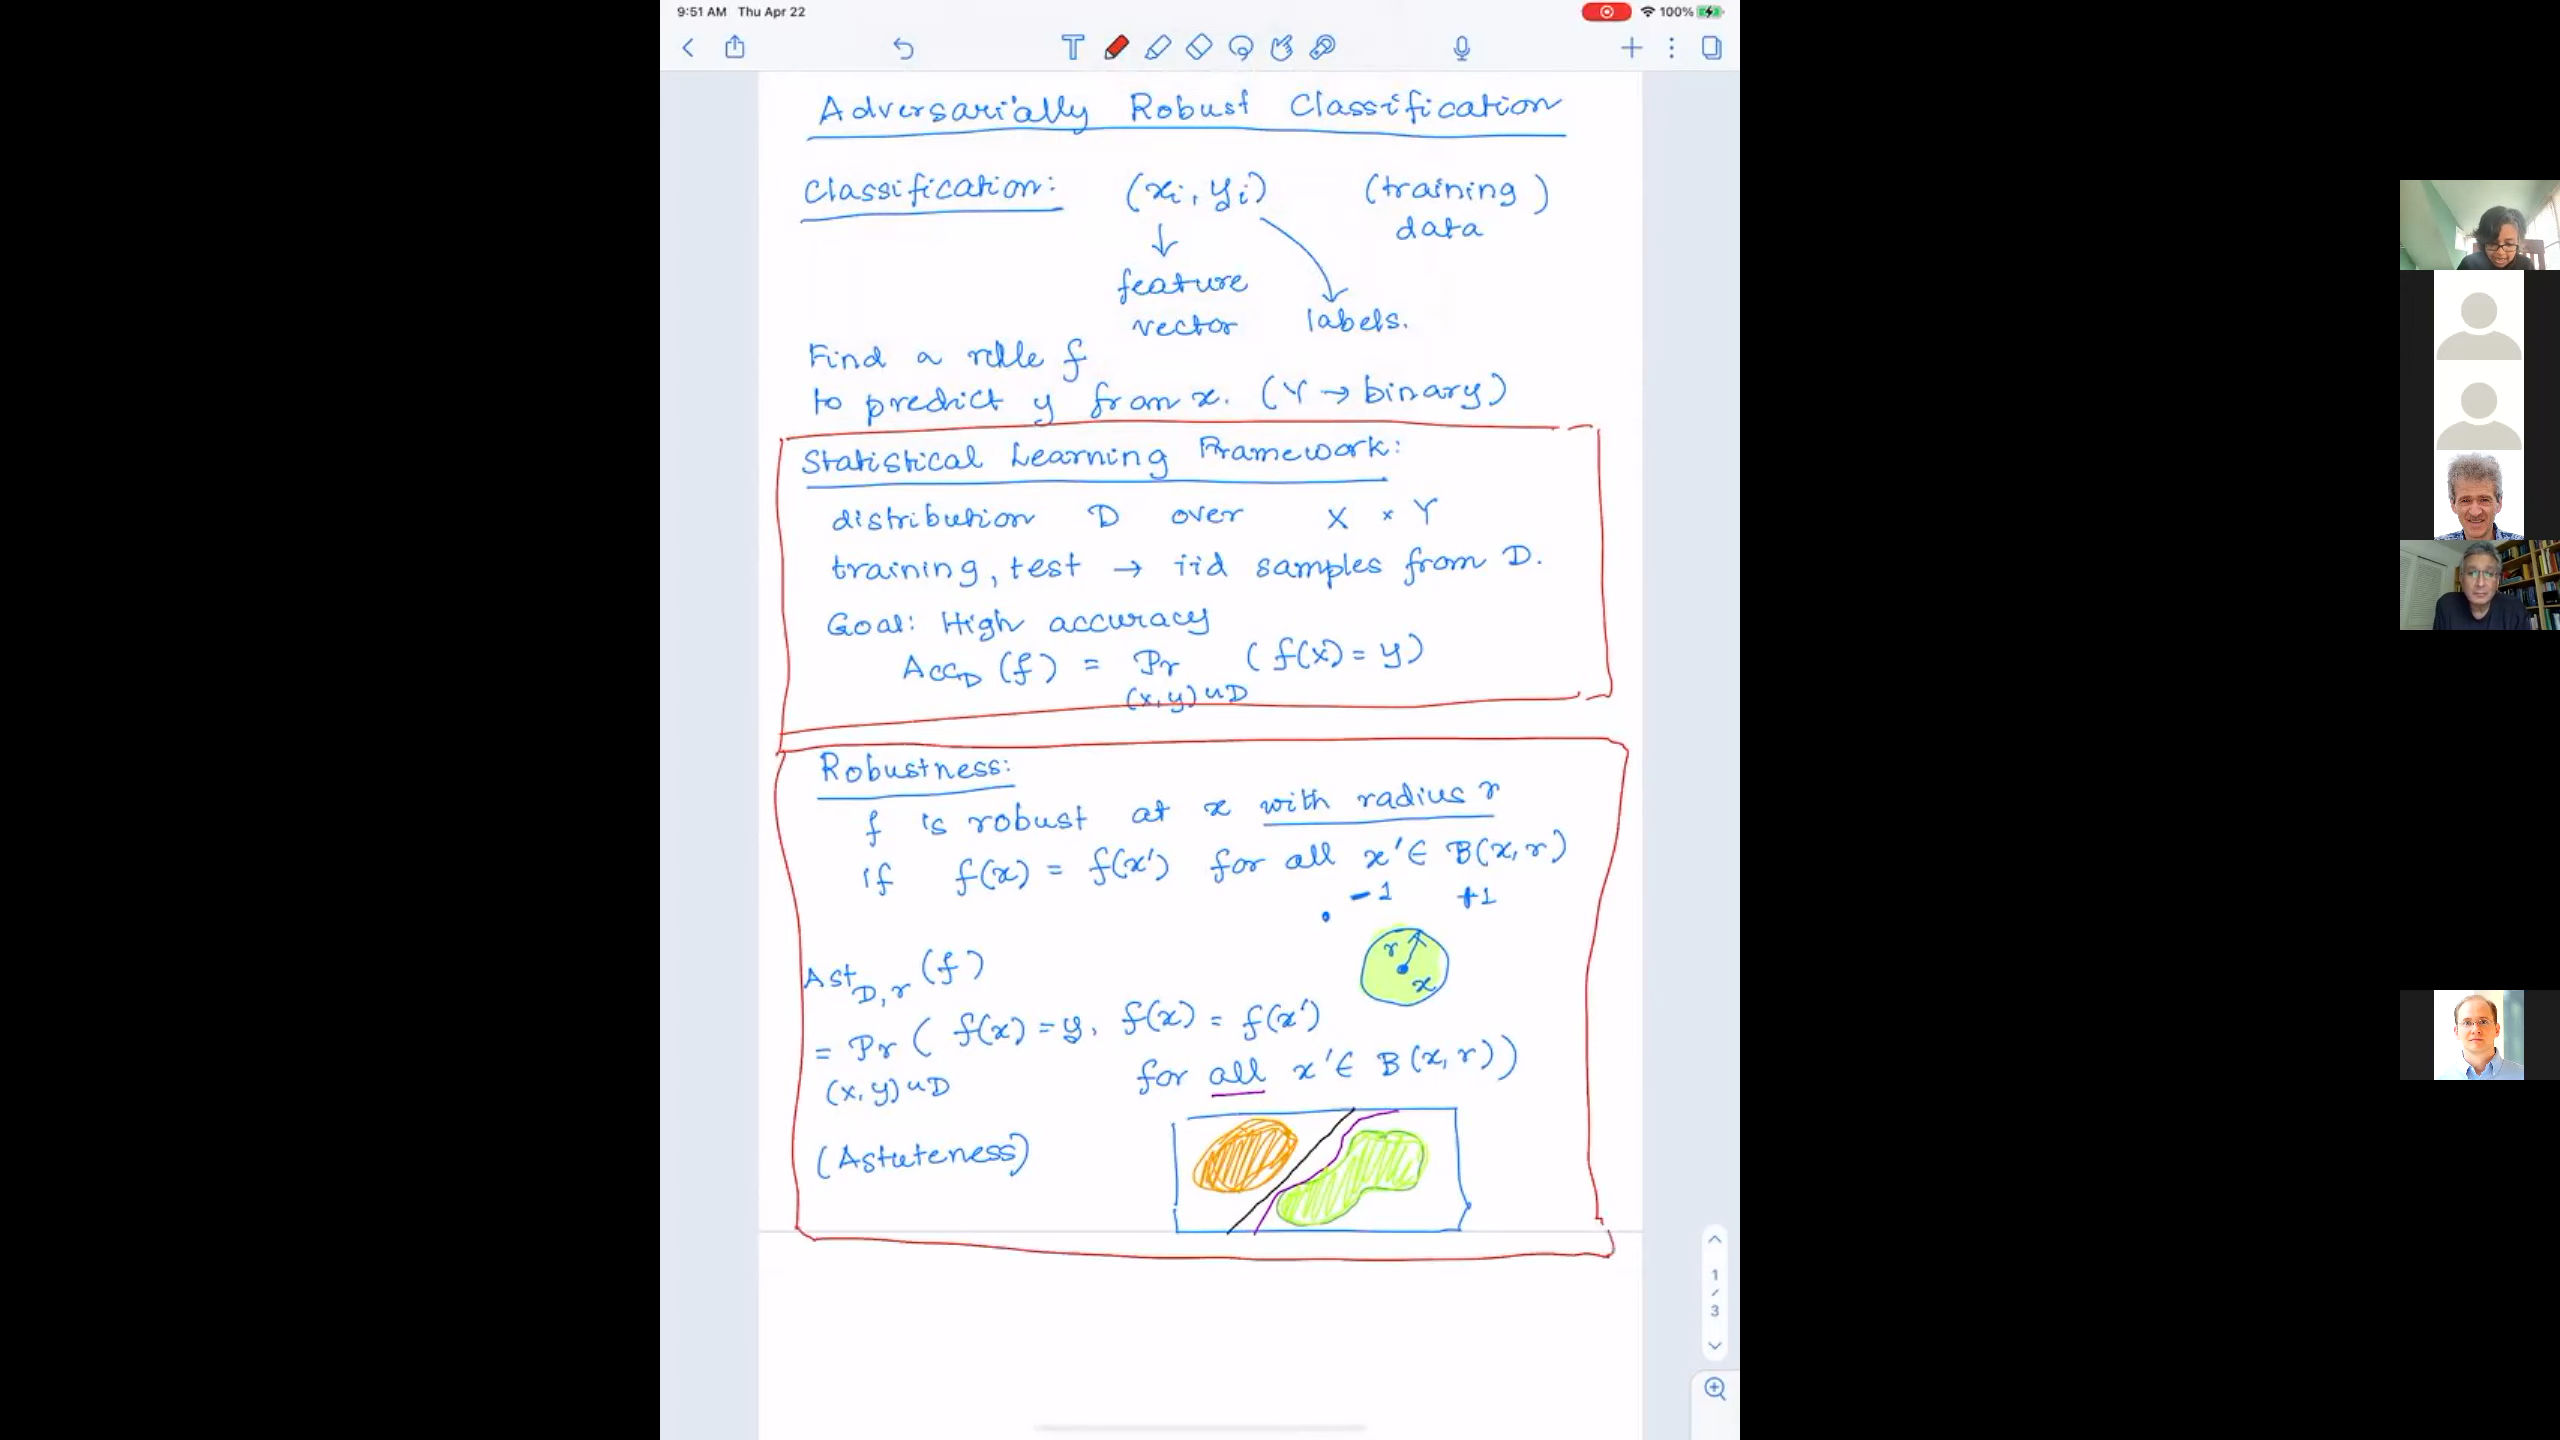 9:51 AM Thu Apr 22
100%
Adversarially Robust Classification
Classification: (xi, yi) (training data)
feature vector
labels.
Find a rule f
to predict y from x. (Y → binary)
Statistical Learning Framework:
distribution D over X × Y
training, test → iid samples from D.
Goal: High accuracy
Acc_D (f) = Pr ( f(x) = y)
(x,y) ~ D
Robustness:
f is robust at x with radius r
if f(x) = f(x') for all x' ∈ B(x, r)
-1 +1
r
x
Ast_D,r (f)
= Pr ( f(x) = y, f(x) = f(x')
(x, y) ~ D for all x' ∈ B (x, r))
(Astuteness)
1
/
3